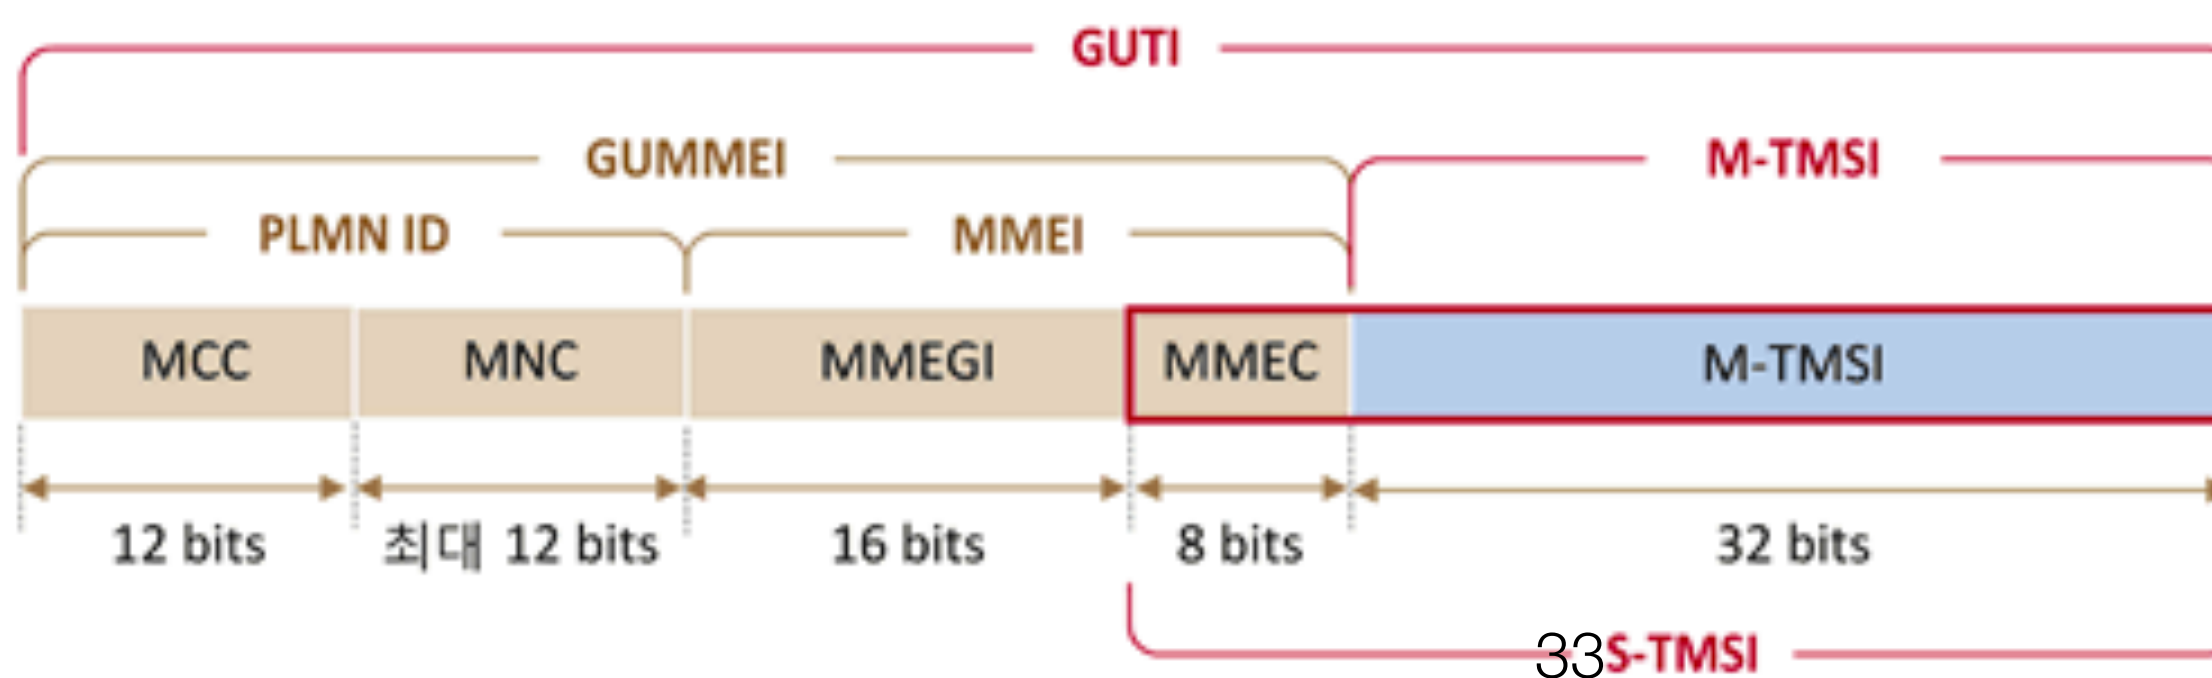 GUTI
GUMMEI M-TMSI
PLMN ID MMEI
MCC MNC MMEGI MMEC M-TMSI
12 bits 최대 12 bits 16 bits 8 bits 32 bits
33 S-TMSI